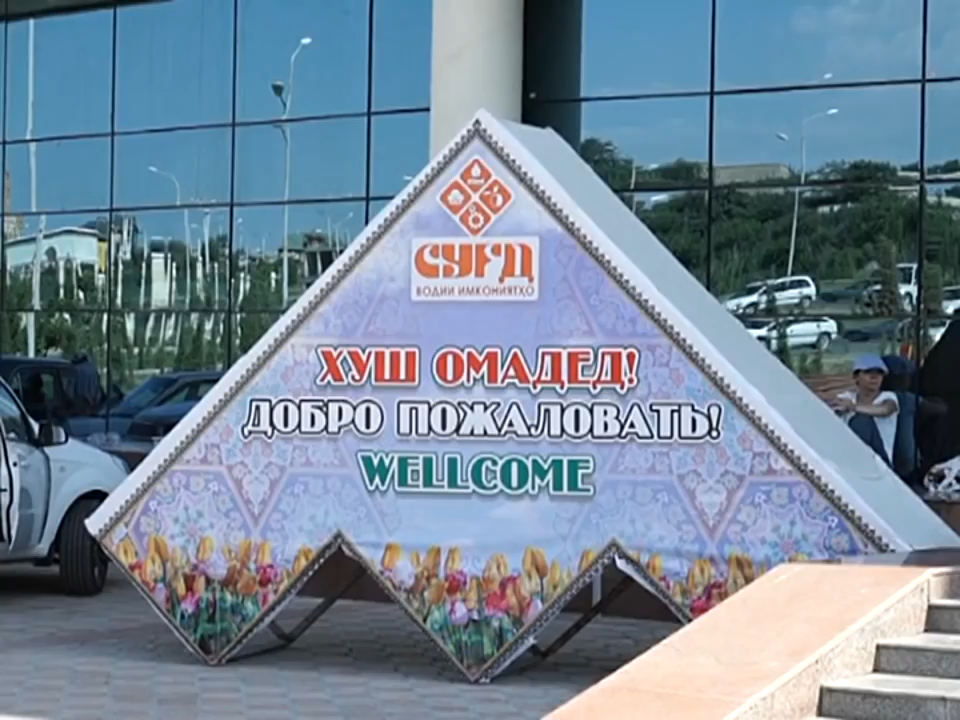 СУҒД
ВОДИИ ИМКОНИЯТҲО
ХУШ ОМАДЕД!
ДОБРО ПОЖАЛОВАТЬ!
WELLCOME